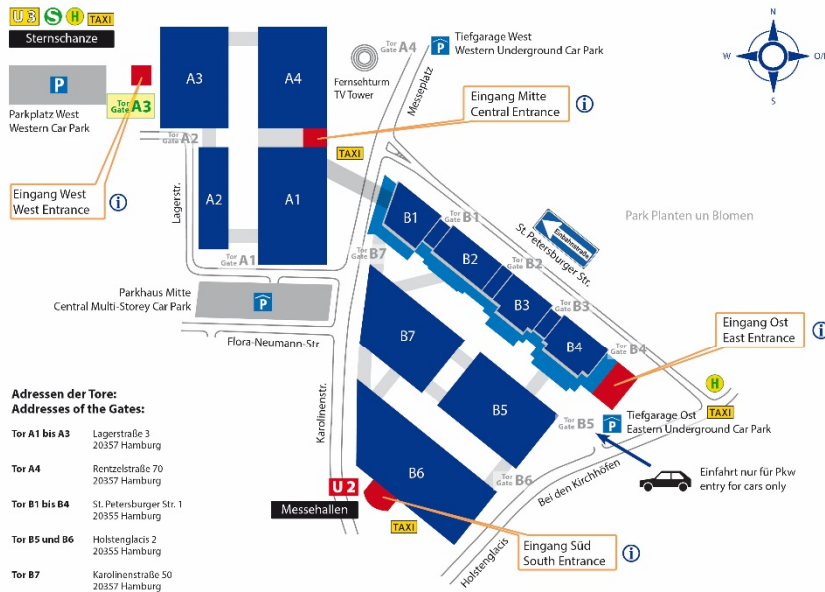 U3 S H TAXI
Sternschanze
P
Parkplatz West
Western Car Park
Tor
Gate A3
A3
A4
Tor
Gate A2
Eingang West
West Entrance
i
Lagerstr.
A2
A1
Tor
Gate A1
Fernsehturm
TV Tower
Tor
Gate A4
Messeplatz
P
Tiefgarage West
Western Underground Car Park
Eingang Mitte
Central Entrance
i
TAXI
N
W
O/E
S
Park Planten un Blomen
Einbahnstraße
St. Petersburger Str.
B1
Tor
Gate B1
B2
Tor
Gate B2
B3
Tor
Gate B3
B4
Tor
Gate B4
Tor
Gate B7
Parkhaus Mitte
Central Multi-Storey Car Park
P
Flora-Neumann-Str.
Karolinenstr.
B7
B5
B6
Eingang Ost
East Entrance
i
H
TAXI
Tor
Gate B5
P
Tiefgarage Ost
Eastern Underground Car Park
Tor
Gate B6
Bei den Kirchhöfen
Einfahrt nur für Pkw
entry for cars only
U2
Messehallen
TAXI
Holstenglacis
Eingang Süd
South Entrance
i
Adressen der Tore:
Addresses of the Gates:
Tor A1 bis A3 Lagerstraße 3
20357 Hamburg
Tor A4 Rentzelstraße 70
20357 Hamburg
Tor B1 bis B4 St. Petersburger Str. 1
20355 Hamburg
Tor B5 und B6 Holstenglacis 2
20355 Hamburg
Tor B7 Karolinenstraße 50
20357 Hamburg